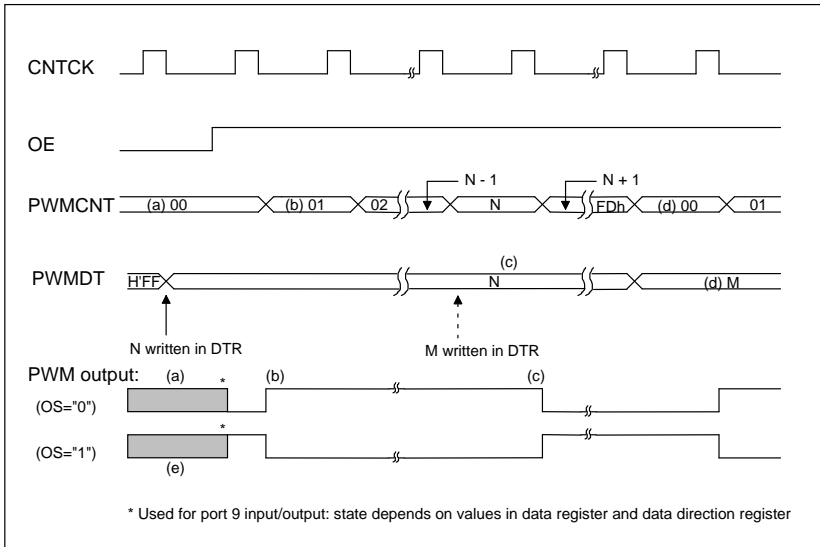 CNTCK
OE
N - 1 N + 1
PWMCNT (a) 00 (b) 01 02 N FDh (d) 00 01
(c)
PWMDT H'FF N (d) M
N written in DTR M written in DTR
PWM output: (a) * (b) (c)
(OS="0")
*
(OS="1")
(e)
* Used for port 9 input/output: state depends on values in data register and data direction register